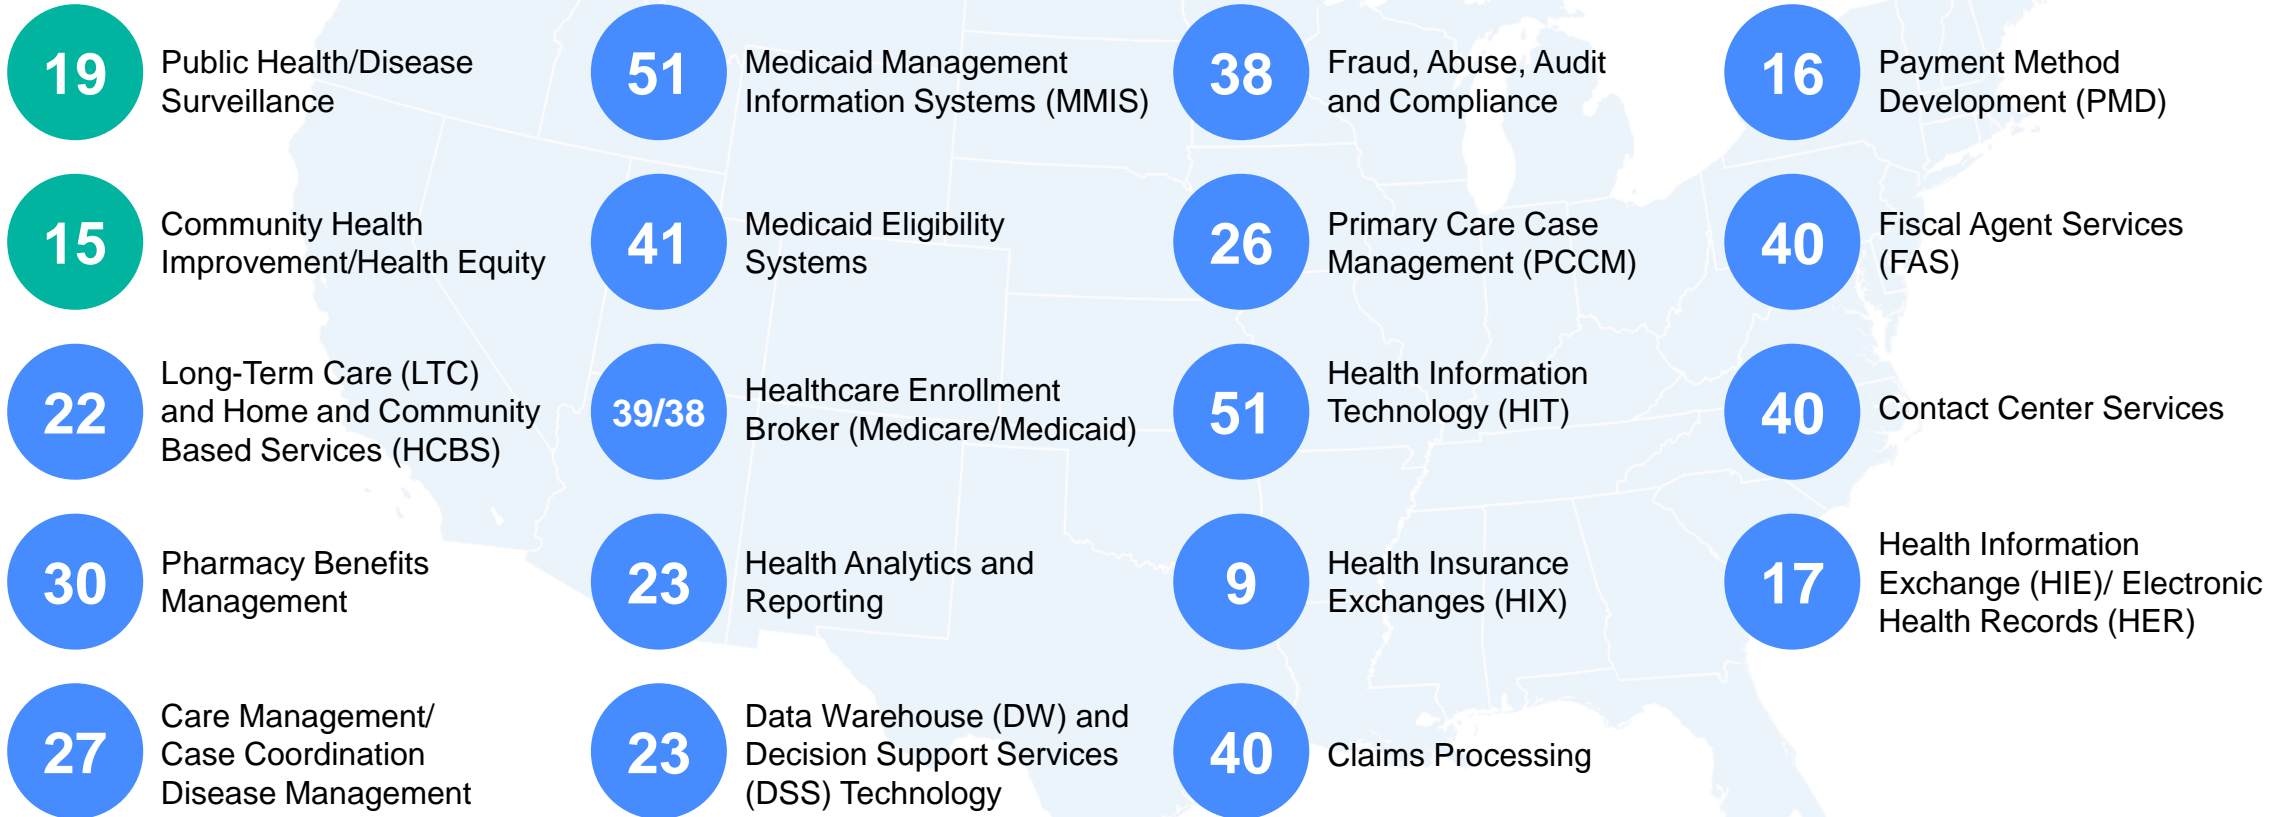 19
Public Health/Disease
Surveillance
15
Community Health
Improvement/Health Equity
22
Long-Term Care (LTC)
and Home and Community
Based Services (HCBS)
30
Pharmacy Benefits
Management
27
Care Management/
Case Coordination
Disease Management
51
Medicaid Management
Information Systems (MMIS)
41
Medicaid Eligibility
Systems
39/38
Healthcare Enrollment
Broker (Medicare/Medicaid)
23
Health Analytics and
Reporting
23
Data Warehouse (DW) and
Decision Support Services
(DSS) Technology
38
Fraud, Abuse, Audit
and Compliance
26
Primary Care Case
Management (PCCM)
51
Health Information
Technology (HIT)
9
Health Insurance
Exchanges (HIX)
40
Claims Processing
16
Payment Method
Development (PMD)
40
Fiscal Agent Services
(FAS)
40
Contact Center Services
17
Health Information
Exchange (HIE)/ Electronic
Health Records (HER)